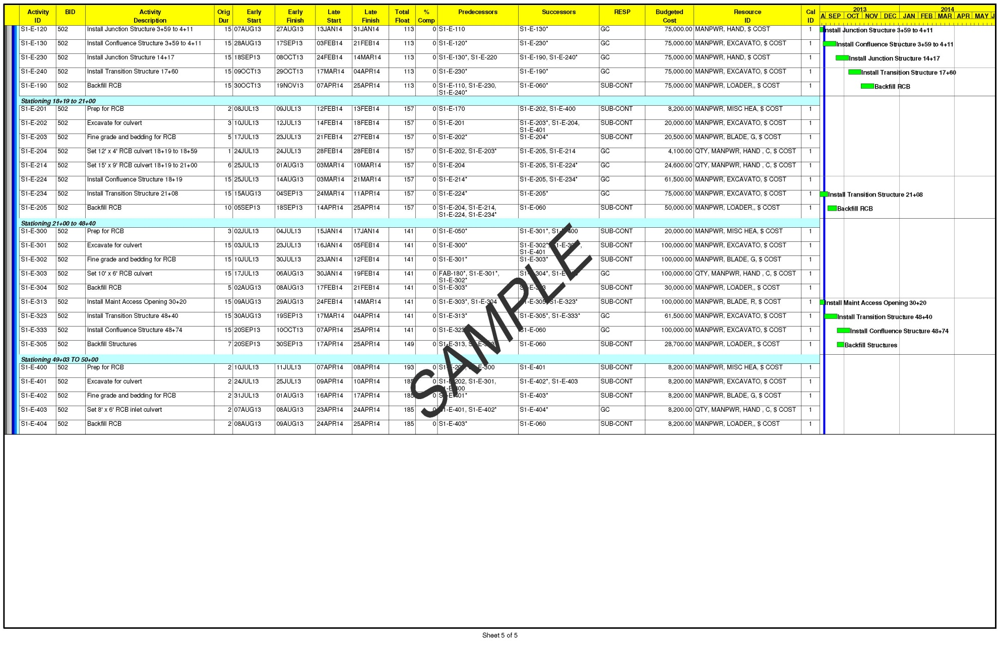 Activity ID BID Activity Description Orig Dur Early Start Early Finish Late Start Late Finish Total Float % Comp Predecessors Successors RESP Budgeted Cost Resource ID Cal ID 2013 2014
A SEP OCT NOV DEC JAN FEB MAR APR MAY J
S1-E-120 502 Install Junction Structure 3+59 to 4+11 15 07AUG13 27AUG13 13JAN14 31JAN14 113 0 S1-E-110 S1-E-130* GC 75,000.00 MANPWR, HAND, $ COST 1 Install Junction Structure 3+59 to 4+11
S1-E-130 502 Install Confluence Structure 3+59 to 4+11 15 28AUG13 17SEP13 03FEB14 21FEB14 113 0 S1-E-120* S1-E-230* GC 75,000.00 MANPWR, EXCAVATO, $ COST 1 Install Confluence Structure 3+59 to 4+11
S1-E-230 502 Install Junction Structure 14+17 15 18SEP13 08OCT13 24FEB14 14MAR14 113 0 S1-E-130*, S1-E-220 S1-E-190, S1-E-240* GC 75,000.00 MANPWR, HAND, $ COST 1 Install Junction Structure 14+17
S1-E-240 502 Install Transition Structure 17+60 15 09OCT13 29OCT13 17MAR14 04APR14 113 0 S1-E-230* S1-E-190* GC 75,000.00 MANPWR, EXCAVATO, $ COST 1 Install Transition Structure 17+60
S1-E-190 502 Backfill RCB 15 30OCT13 19NOV13 07APR14 25APR14 113 0 S1-E-110, S1-E-230, S1-E-060* SUB-CONT 75,000.00 MANPWR, LOADER,, $ COST 1 Backfill RCB
S1-E-240*
Stationing 18+19 to 21+00
S1-E-201 502 Prep for RCB 2 08JUL13 09JUL13 12FEB14 13FEB14 157 0 S1-E-170 S1-E-202, S1-E-400 SUB-CONT 8,200.00 MANPWR, MISC HEA, $ COST 1
S1-E-202 502 Excavate for culvert 3 10JUL13 12JUL13 14FEB14 18FEB14 157 0 S1-E-201 S1-E-203*, S1-E-204, SUB-CONT 20,000.00 MANPWR, EXCAVATO, $ COST 1
S1-E-401
S1-E-203 502 Fine grade and bedding for RCB 5 17JUL13 23JUL13 21FEB14 27FEB14 157 0 S1-E-202* S1-E-204* SUB-CONT 20,500.00 MANPWR, BLADE, G, $ COST 1
S1-E-204 502 Set 12' x 4' RCB culvert 18+19 to 18+59 1 24JUL13 24JUL13 28FEB14 28FEB14 157 0 S1-E-202, S1-E-203* S1-E-205, S1-E-214 GC 4,100.00 QTY, MANPWR, HAND , C, $ COST 1
S1-E-214 502 Set 15' x 9' RCB culvert 18+19 to 21+00 6 25JUL13 01AUG13 03MAR14 10MAR14 157 0 S1-E-204 S1-E-205, S1-E-224* GC 24,600.00 QTY, MANPWR, HAND , C, $ COST 1
S1-E-224 502 Install Confluence Structure 18+19 15 25JUL13 14AUG13 03MAR14 21MAR14 157 0 S1-E-214* S1-E-205, S1-E-234* GC 61,500.00 MANPWR, EXCAVATO, $ COST 1
S1-E-234 502 Install Transition Structure 21+08 15 15AUG13 04SEP13 24MAR14 11APR14 157 0 S1-E-224* S1-E-205* GC 75,000.00 MANPWR, EXCAVATO, $ COST 1 Install Transition Structure 21+08
S1-E-205 502 Backfill RCB 10 05SEP13 18SEP13 14APR14 25APR14 157 0 S1-E-204, S1-E-214, S1-E-060 SUB-CONT 50,000.00 MANPWR, LOADER,, $ COST 1 Backfill RCB
S1-E-224, S1-E-234*
Stationing 21+00 to 48+40
S1-E-300 502 Prep for RCB 3 02JUL13 04JUL13 15JAN14 17JAN14 141 0 S1-E-050* S1-E-301*, 400 SUB-CONT 20,000.00 MANPWR, MISC HEA, $ COST 1
S1-E-301 502 Excavate for culvert 15 03JUL13 23JUL13 16JAN14 05FEB14 141 0 S1-E-300* S1-E-302* SUB-CONT 100,000.00 MANPWR, EXCAVATO, $ COST 1
S1-E-401
S1-E-302 502 Fine grade and bedding for RCB 15 10JUL13 30JUL13 23JAN14 12FEB14 141 0 S1-E-301* S1-E-303* SUB-CONT 100,000.00 MANPWR, BLADE, G, $ COST 1
S1-E-303 502 Set 10' x 6' RCB culvert 15 17JUL13 06AUG13 30JAN14 19FEB14 141 0 FAB-180*, S1-E-301*, GC 100,000.00 QTY, MANPWR, HAND , C, $ COST 1
S1-E-302*
S1-E-304 502 Backfill RCB 5 02AUG13 08AUG13 17FEB14 21FEB14 141 0 S1-E-303* SUB-CONT 30,000.00 MANPWR, LOADER,, $ COST 1
S1-E-313 502 Install Maint Access Opening 30+20 15 09AUG13 29AUG13 24FEB14 14MAR14 141 0 S1-E-303*, S1-E-304 S1-E-323* SUB-CONT 100,000.00 MANPWR, BLADE, R, $ COST 1 Install Maint Access Opening 30+20
S1-E-323 502 Install Transition Structure 48+40 15 30AUG13 19SEP13 17MAR14 04APR14 141 0 S1-E-313* S1-E-305*, S1-E-333* GC 61,500.00 MANPWR, EXCAVATO, $ COST 1 Install Transition Structure 48+40
S1-E-333 502 Install Confluence Structure 48+74 15 20SEP13 10OCT13 07APR14 25APR14 141 0 S1-E-060 GC 100,000.00 MANPWR, EXCAVATO, $ COST 1 Install Confluence Structure 48+74
S1-E-305 502 Backfill Structures 7 20SEP13 30SEP13 17APR14 25APR14 149 0 S1-E-313, S1-E-060 SUB-CONT 28,700.00 MANPWR, LOADER,, $ COST 1 Backfill Structures
Stationing 49+03 TO 50+00
S1-E-400 502 Prep for RCB 2 10JUL13 11JUL13 07APR14 08APR14 193 0 S1-E-401 SUB-CONT 8,200.00 MANPWR, MISC HEA, $ COST 1
S1-E-401 502 Excavate for culvert 2 24JUL13 25JUL13 09APR14 10APR14 185 0 S1-E-301, S1-E-402*, S1-E-403 SUB-CONT 8,200.00 MANPWR, EXCAVATO, $ COST 1
S1-E-402 502 Fine grade and bedding for RCB 2 31JUL13 01AUG13 16APR14 17APR14 185 S1-E-403* SUB-CONT 8,200.00 MANPWR, BLADE, G, $ COST 1
S1-E-403 502 Set 8' x 6' RCB inlet culvert 2 07AUG13 08AUG13 23APR14 24APR14 185 0 S1-E-401, S1-E-402* S1-E-404* GC 8,200.00 QTY, MANPWR, HAND , C, $ COST 1
S1-E-404 502 Backfill RCB 2 08AUG13 09AUG13 24APR14 25APR14 185 0 S1-E-403* S1-E-060 SUB-CONT 8,200.00 MANPWR, LOADER,, $ COST 1
SAMPLE
Sheet 5 of 5